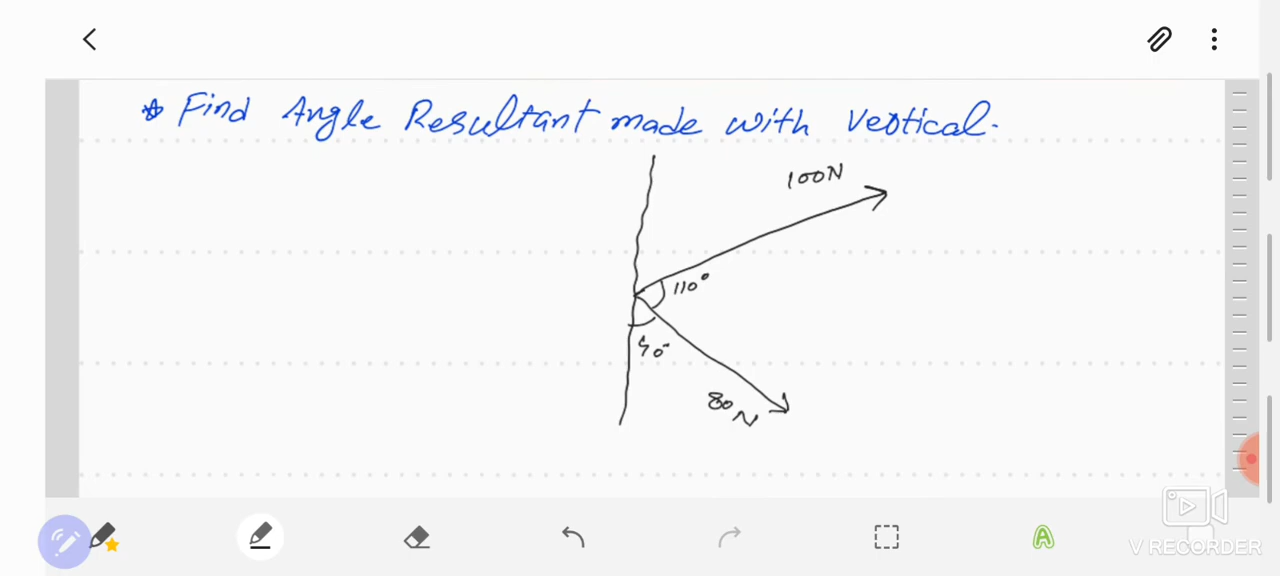 * Find Angle Resultant made with Vertical.
100N
110°
40°
80N
A
V RECORDER